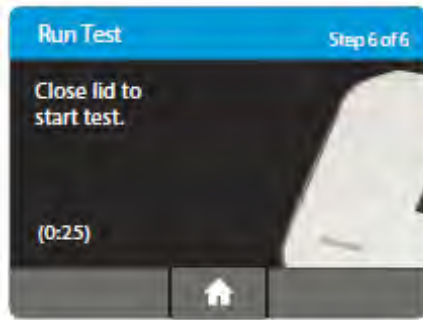 Run Test
Step 6 of 6
Close lid to
start test.
(0:25)